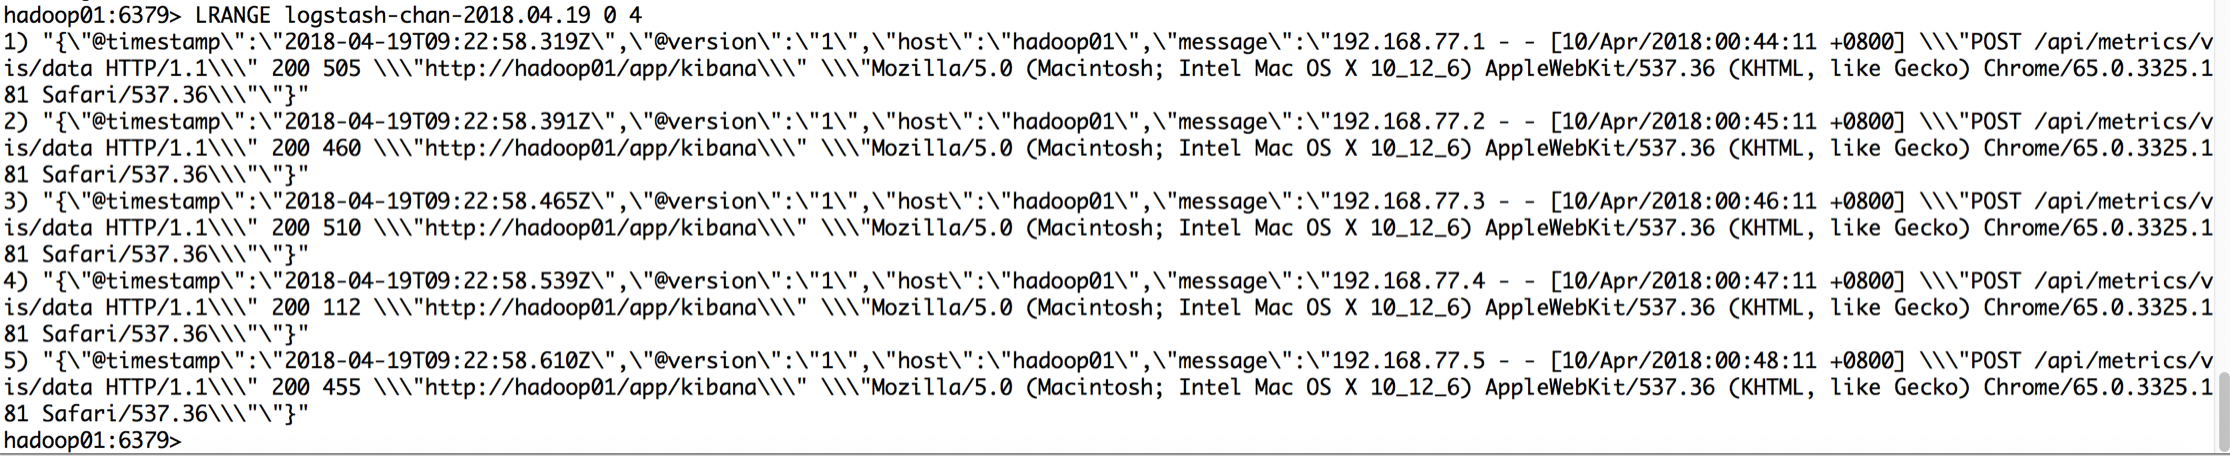 hadoop01:6379> LRANGE logstash-chan-2018.04.19 0 4
1) "{\"@timestamp\":\"2018-04-19T09:22:58.319Z\",\"@version\":\"1\",\"host\":\"hadoop01\",\"message\":\"192.168.77.1 - - [10/Apr/2018:00:44:11 +0800] \\\"POST /api/metrics/v
is/data HTTP/1.1\\\" 200 505 \\\"http://hadoop01/app/kibana\\\" \\\"Mozilla/5.0 (Macintosh; Intel Mac OS X 10_12_6) AppleWebKit/537.36 (KHTML, like Gecko) Chrome/65.0.3325.1
81 Safari/537.36\\\"\"}"
2) "{\"@timestamp\":\"2018-04-19T09:22:58.391Z\",\"@version\":\"1\",\"host\":\"hadoop01\",\"message\":\"192.168.77.2 - - [10/Apr/2018:00:45:11 +0800] \\\"POST /api/metrics/v
is/data HTTP/1.1\\\" 200 460 \\\"http://hadoop01/app/kibana\\\" \\\"Mozilla/5.0 (Macintosh; Intel Mac OS X 10_12_6) AppleWebKit/537.36 (KHTML, like Gecko) Chrome/65.0.3325.1
81 Safari/537.36\\\"\"}"
3) "{\"@timestamp\":\"2018-04-19T09:22:58.465Z\",\"@version\":\"1\",\"host\":\"hadoop01\",\"message\":\"192.168.77.3 - - [10/Apr/2018:00:46:11 +0800] \\\"POST /api/metrics/v
is/data HTTP/1.1\\\" 200 510 \\\"http://hadoop01/app/kibana\\\" \\\"Mozilla/5.0 (Macintosh; Intel Mac OS X 10_12_6) AppleWebKit/537.36 (KHTML, like Gecko) Chrome/65.0.3325.1
81 Safari/537.36\\\"\"}"
4) "{\"@timestamp\":\"2018-04-19T09:22:58.539Z\",\"@version\":\"1\",\"host\":\"hadoop01\",\"message\":\"192.168.77.4 - - [10/Apr/2018:00:47:11 +0800] \\\"POST /api/metrics/v
is/data HTTP/1.1\\\" 200 112 \\\"http://hadoop01/app/kibana\\\" \\\"Mozilla/5.0 (Macintosh; Intel Mac OS X 10_12_6) AppleWebKit/537.36 (KHTML, like Gecko) Chrome/65.0.3325.1
81 Safari/537.36\\\"\"}"
5) "{\"@timestamp\":\"2018-04-19T09:22:58.610Z\",\"@version\":\"1\",\"host\":\"hadoop01\",\"message\":\"192.168.77.5 - - [10/Apr/2018:00:48:11 +0800] \\\"POST /api/metrics/v
is/data HTTP/1.1\\\" 200 455 \\\"http://hadoop01/app/kibana\\\" \\\"Mozilla/5.0 (Macintosh; Intel Mac OS X 10_12_6) AppleWebKit/537.36 (KHTML, like Gecko) Chrome/65.0.3325.1
81 Safari/537.36\\\"\"}"
hadoop01:6379>